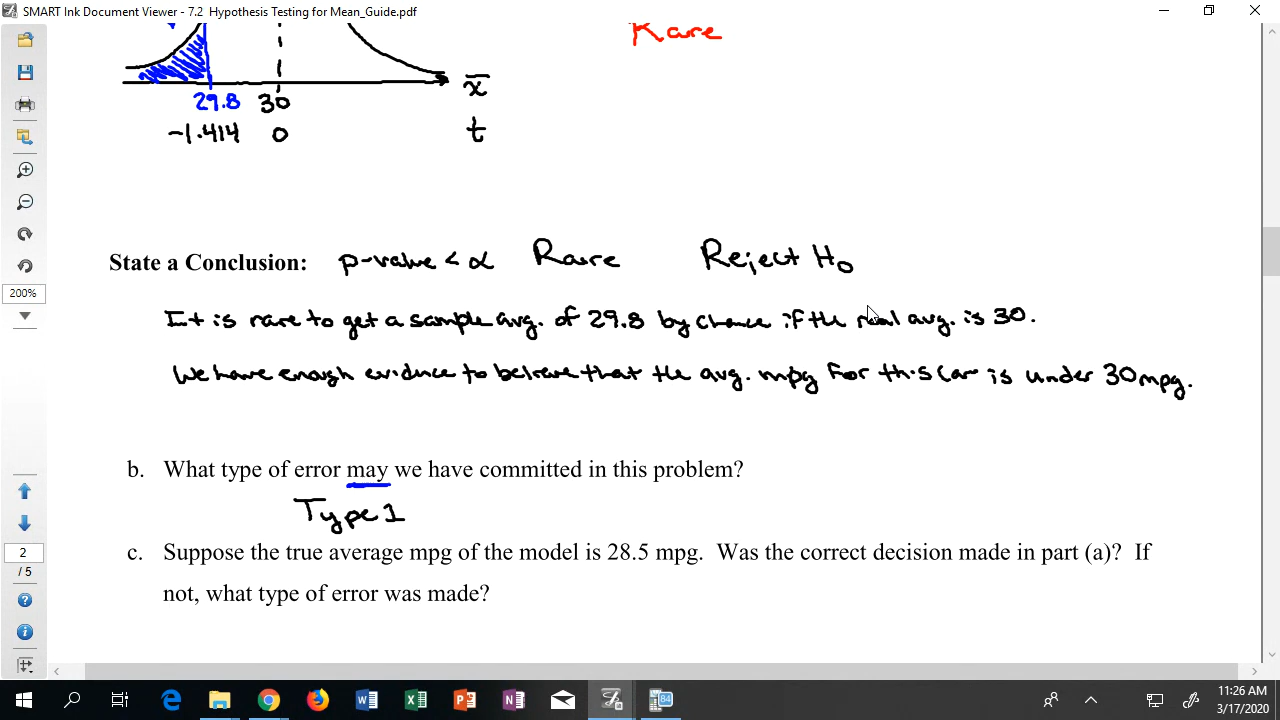 SMART Ink Document Viewer - 7.2 Hypothesis Testing for Mean_Guide.pdf
Rare
29.8 30 x̅
-1.414 0 t
State a Conclusion: p-value < α Rare Reject H₀
It is rare to get a sample avg. of 29.8 by chance if the real avg. is 30.
We have enough evidence to believe that the avg. mpg for this car is under 30mpg.
200%
b. What type of error may we have committed in this problem?
Type 1
c. Suppose the true average mpg of the model is 28.5 mpg. Was the correct decision made in part (a)? If
not, what type of error was made?
2
/ 5
11:26 AM
3/17/2020